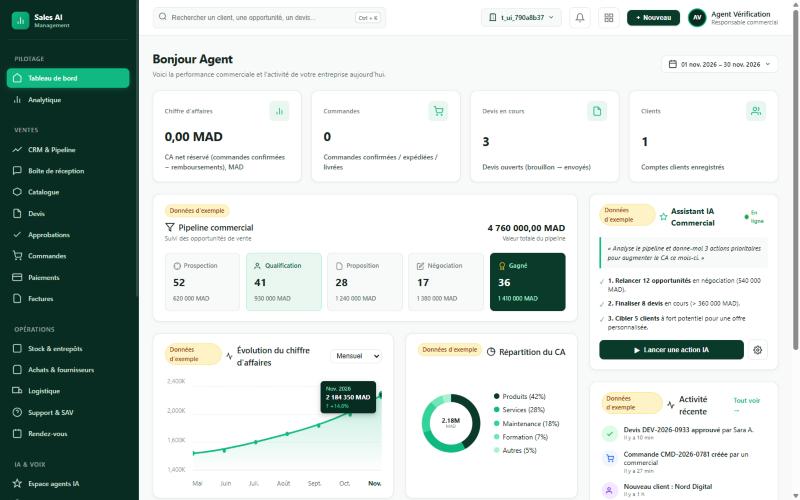 Sales AI
Management
PILOTAGE
Tableau de bord
Analytique
VENTES
CRM & Pipeline
Boîte de réception
Catalogue
Devis
Approbations
Commandes
Paiements
Factures
OPÉRATIONS
Stock & entrepôts
Achats & fournisseurs
Logistique
Support & SAV
Rendez-vous
IA & VOIX
Espace agents IA
Rechercher un client, une opportunité, un devis...
Ctrl + K
t_ui_790a8b37
+ Nouveau
AV
Agent Vérification
Responsable commercial
Bonjour Agent
Voici la performance commerciale et l'activité de votre entreprise aujourd'hui.
01 nov. 2026 – 30 nov. 2026
Chiffre d'affaires
0,00 MAD
CA net réservé (commandes confirmées
− remboursements), MAD
Commandes
0
Commandes confirmées / expédiées /
livrées
Devis en cours
3
Devis ouverts (brouillon → envoyés)
Clients
1
Comptes clients enregistrés
Données d'exemple
Pipeline commercial
Suivi des opportunités de vente
4 760 000,00 MAD
Valeur totale du pipeline
Prospection
52
620 000 MAD
Qualification
41
930 000 MAD
Proposition
28
1 240 000 MAD
Négociation
17
1 380 000 MAD
Gagné
36
1 410 000 MAD
Données
d'exemple
Assistant IA
Commercial
En
ligne
« Analyse le pipeline et donne-moi 3 actions prioritaires
pour augmenter le CA ce mois-ci. »
✓ 1. Relancer 12 opportunités en négociation (540 000
MAD).
✓ 2. Finaliser 8 devis en cours (> 360 000 MAD).
✓ 3. Cibler 5 clients à fort potentiel pour une offre
personnalisée.
▶ Lancer une action IA
Données
d'exemple
Évolution du chiffre
d'affaires
Mensuel
2,400K
2,000K
1,600K
1,400K
Nov. 2026
2 184 350 MAD
↑ +14.8%
Mai
Juin
Juil.
Août
Sept.
Oct.
Nov.
Données d'exemple
Répartition du CA
2.18M
MAD
Produits (42%)
Services (28%)
Maintenance (18%)
Formation (7%)
Autres (5%)
Données
d'exemple
Activité
récente
Tout voir
→
Devis DEV-2026-0933 approuvé par Sara A.
Il y a 10 min
Commande CMD-2026-0781 créée par un
commercial
Il y a 27 min
Nouveau client : Nord Digital
Il y a 1 h